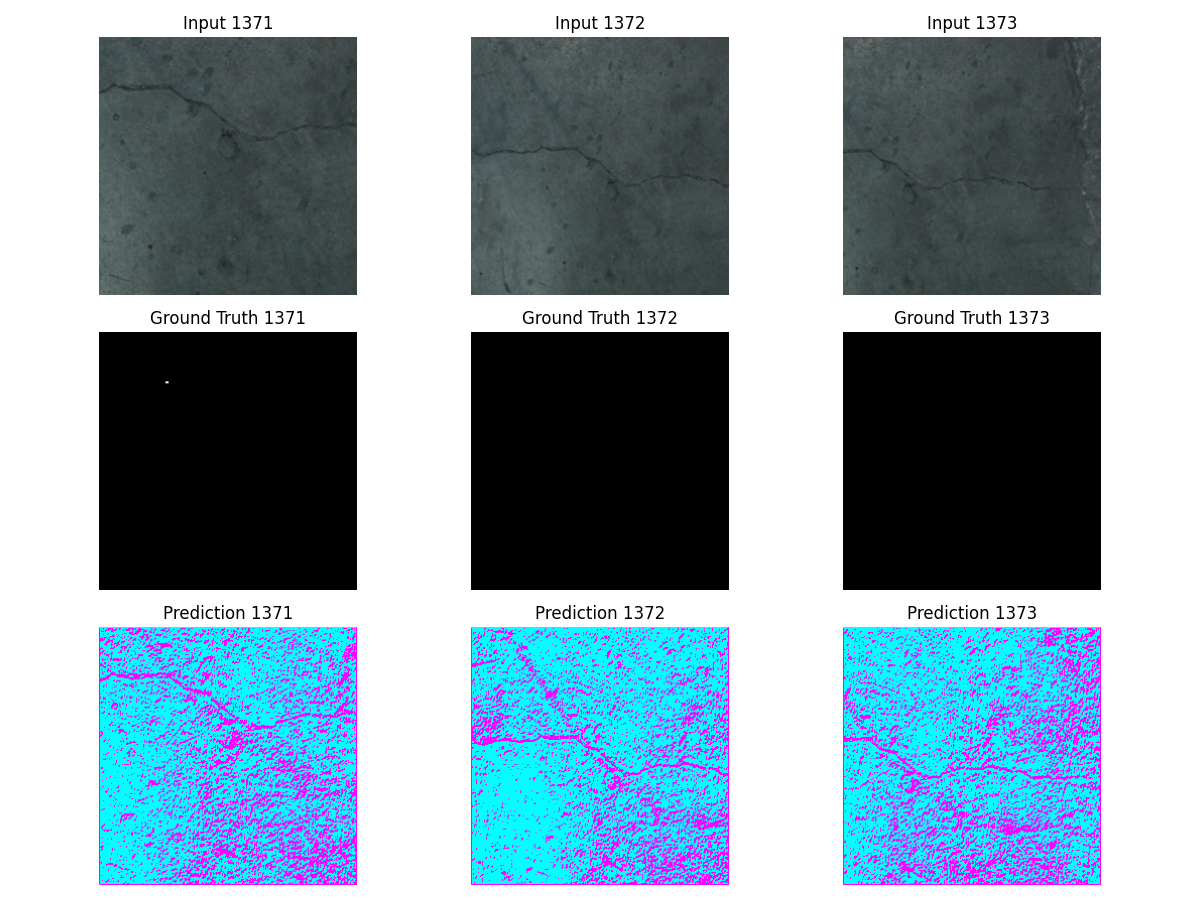 Input 1371
Input 1372
Input 1373
Ground Truth 1371
Ground Truth 1372
Ground Truth 1373
Prediction 1371
Prediction 1372
Prediction 1373